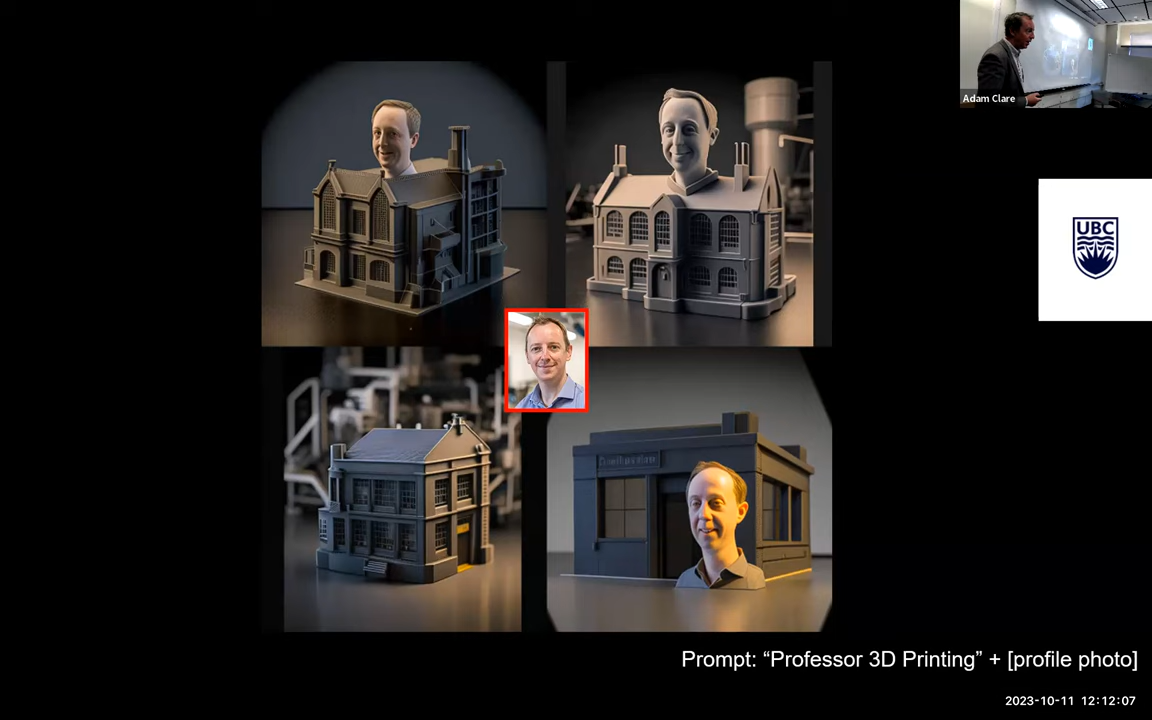 Adam Clare
UBC
Prompt: “Professor 3D Printing” + [profile photo]
2023-10-11 12:12:07